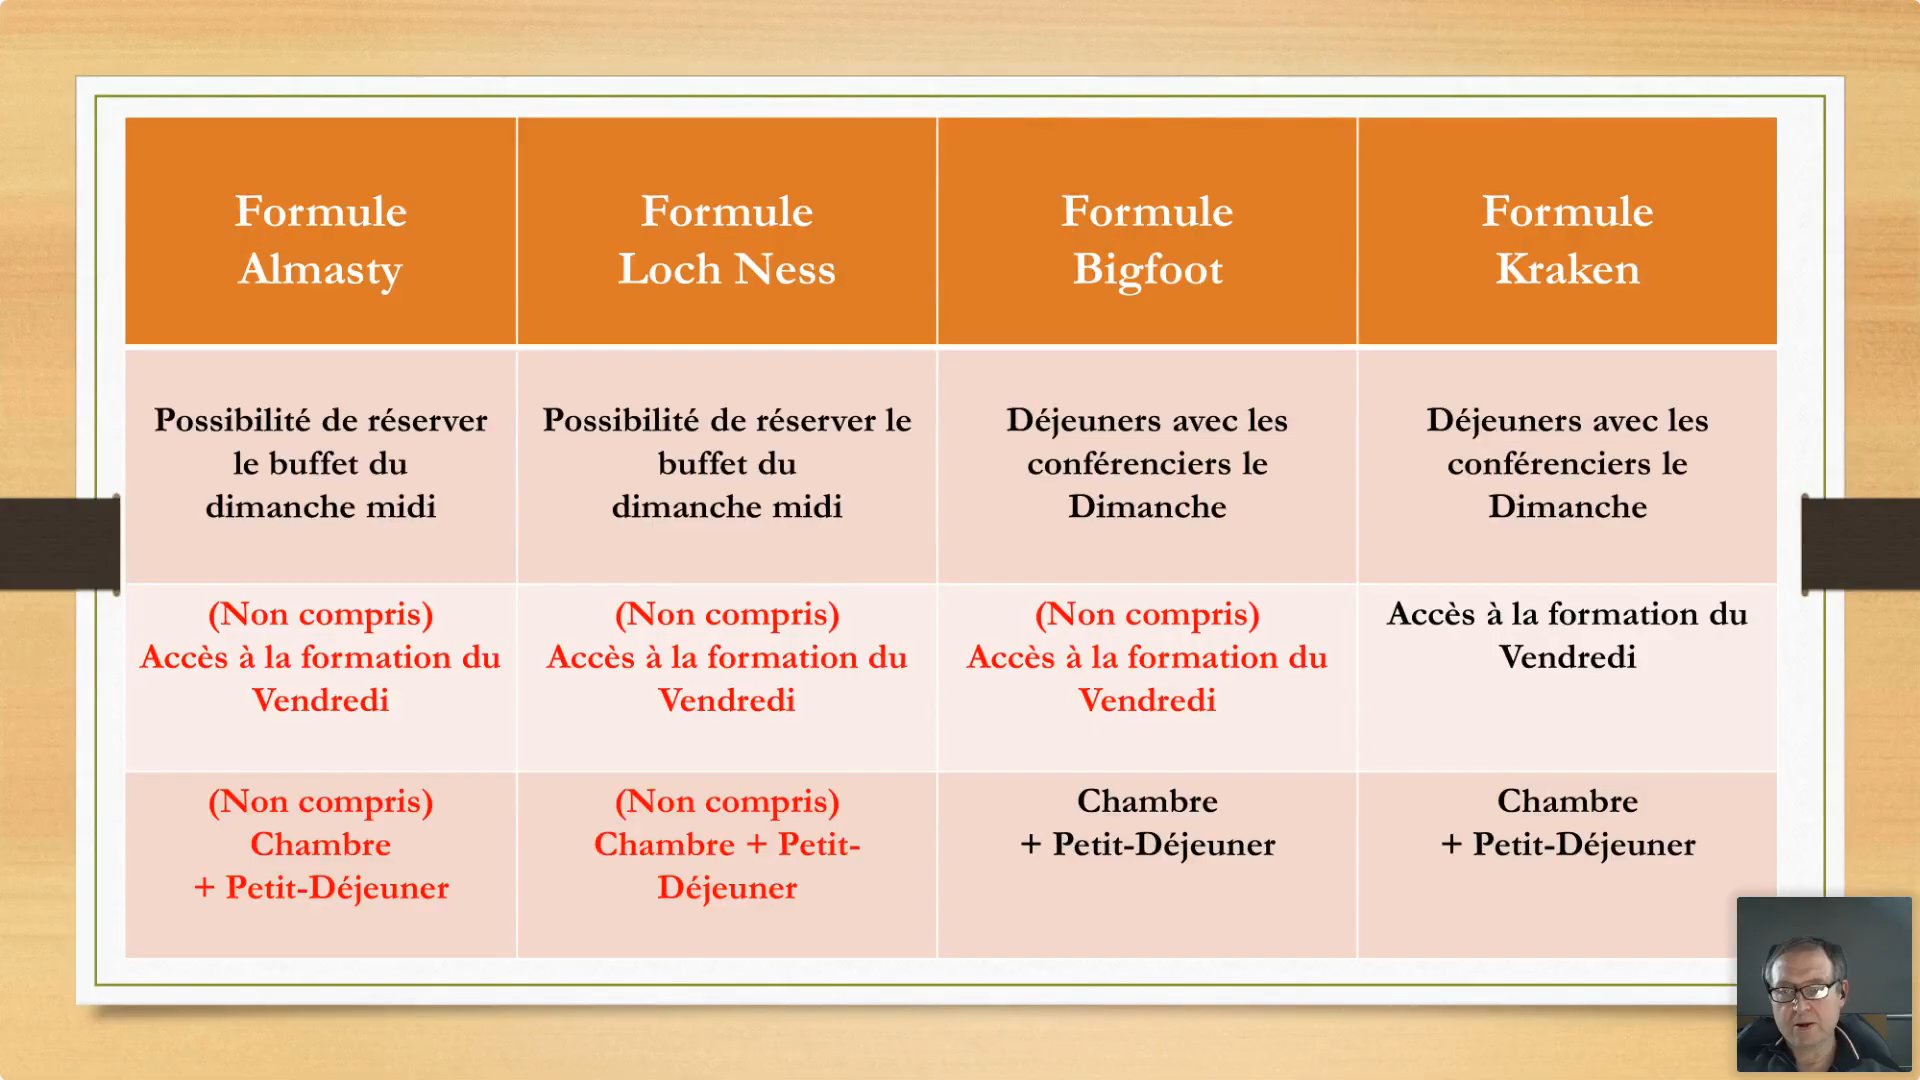 Formule
Almasty
Formule
Loch Ness
Formule
Bigfoot
Formule
Kraken
Possibilité de réserver
le buffet du
dimanche midi
Possibilité de réserver le
buffet du
dimanche midi
Déjeuners avec les
conférenciers le
Dimanche
Déjeuners avec les
conférenciers le
Dimanche
(Non compris)
Accès à la formation du
Vendredi
(Non compris)
Accès à la formation du
Vendredi
(Non compris)
Accès à la formation du
Vendredi
Accès à la formation du
Vendredi
(Non compris)
Chambre
+ Petit-Déjeuner
(Non compris)
Chambre + Petit-
Déjeuner
Chambre
+ Petit-Déjeuner
Chambre
+ Petit-Déjeuner